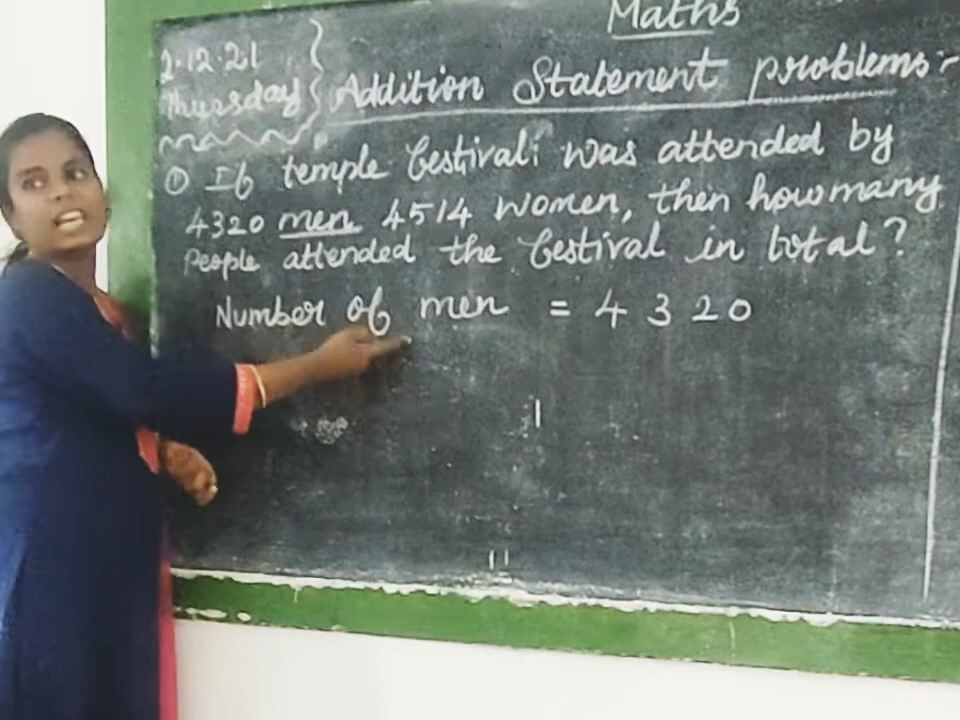 Maths
2.12.21
Thursday
Addition Statement problems:-
① If temple festival: was attended by
4320 men 4514 women, then how many
People attended the festival in total?
Number of men = 4320